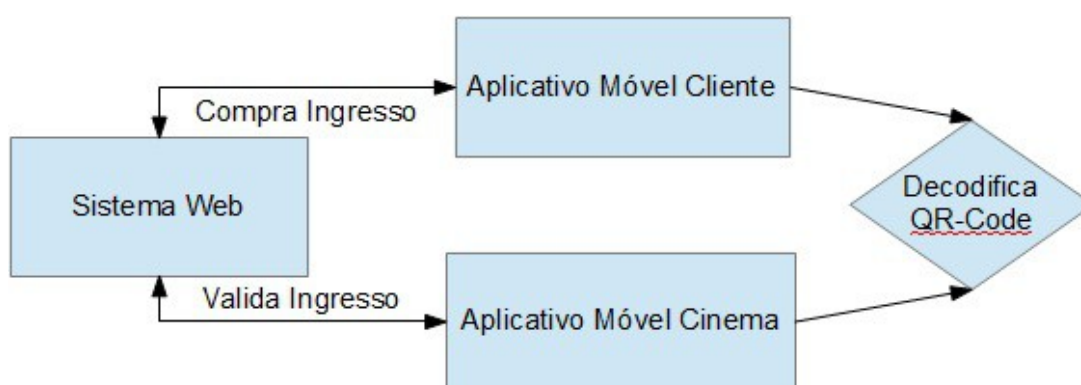 Aplicativo Móvel Cliente
Compra Ingresso
Sistema Web
Decodifica
QR-Code
Valida Ingresso
Aplicativo Móvel Cinema